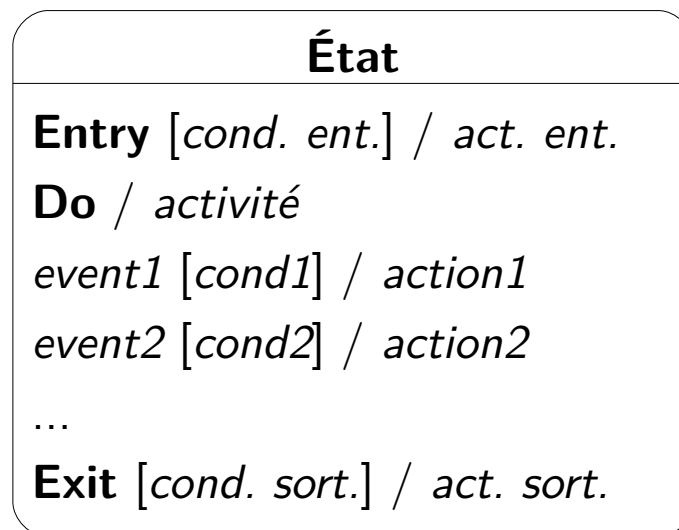 État
Entry [cond. ent.] / act. ent.
Do / activité
event1 [cond1] / action1
event2 [cond2] / action2
...
Exit [cond. sort.] / act. sort.